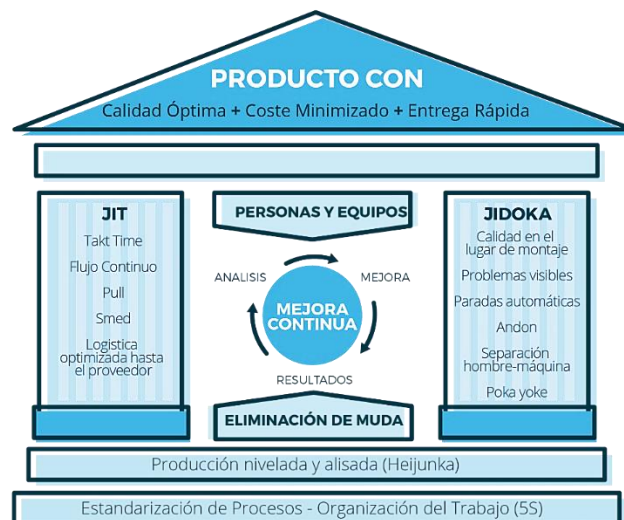 PRODUCTO CON
Calidad Óptima + Coste Minimizado + Entrega Rápida
JIT
Takt Time
Flujo Continuo
Pull
Smed
Logistica
optimizada hasta
el proveedor
PERSONAS Y EQUIPOS
ANALISIS
MEJORA
MEJORA
CONTINUA
RESULTADOS
ELIMINACIÓN DE MUDA
JIDOKA
Calidad en el
lugar de montaje
Problemas visibles
Paradas automáticas
Andon
Separación
hombre-máquina
Poka yoke
Producción nivelada y alisada (Heijunka)
Estandarización de Procesos - Organización del Trabajo (5S)